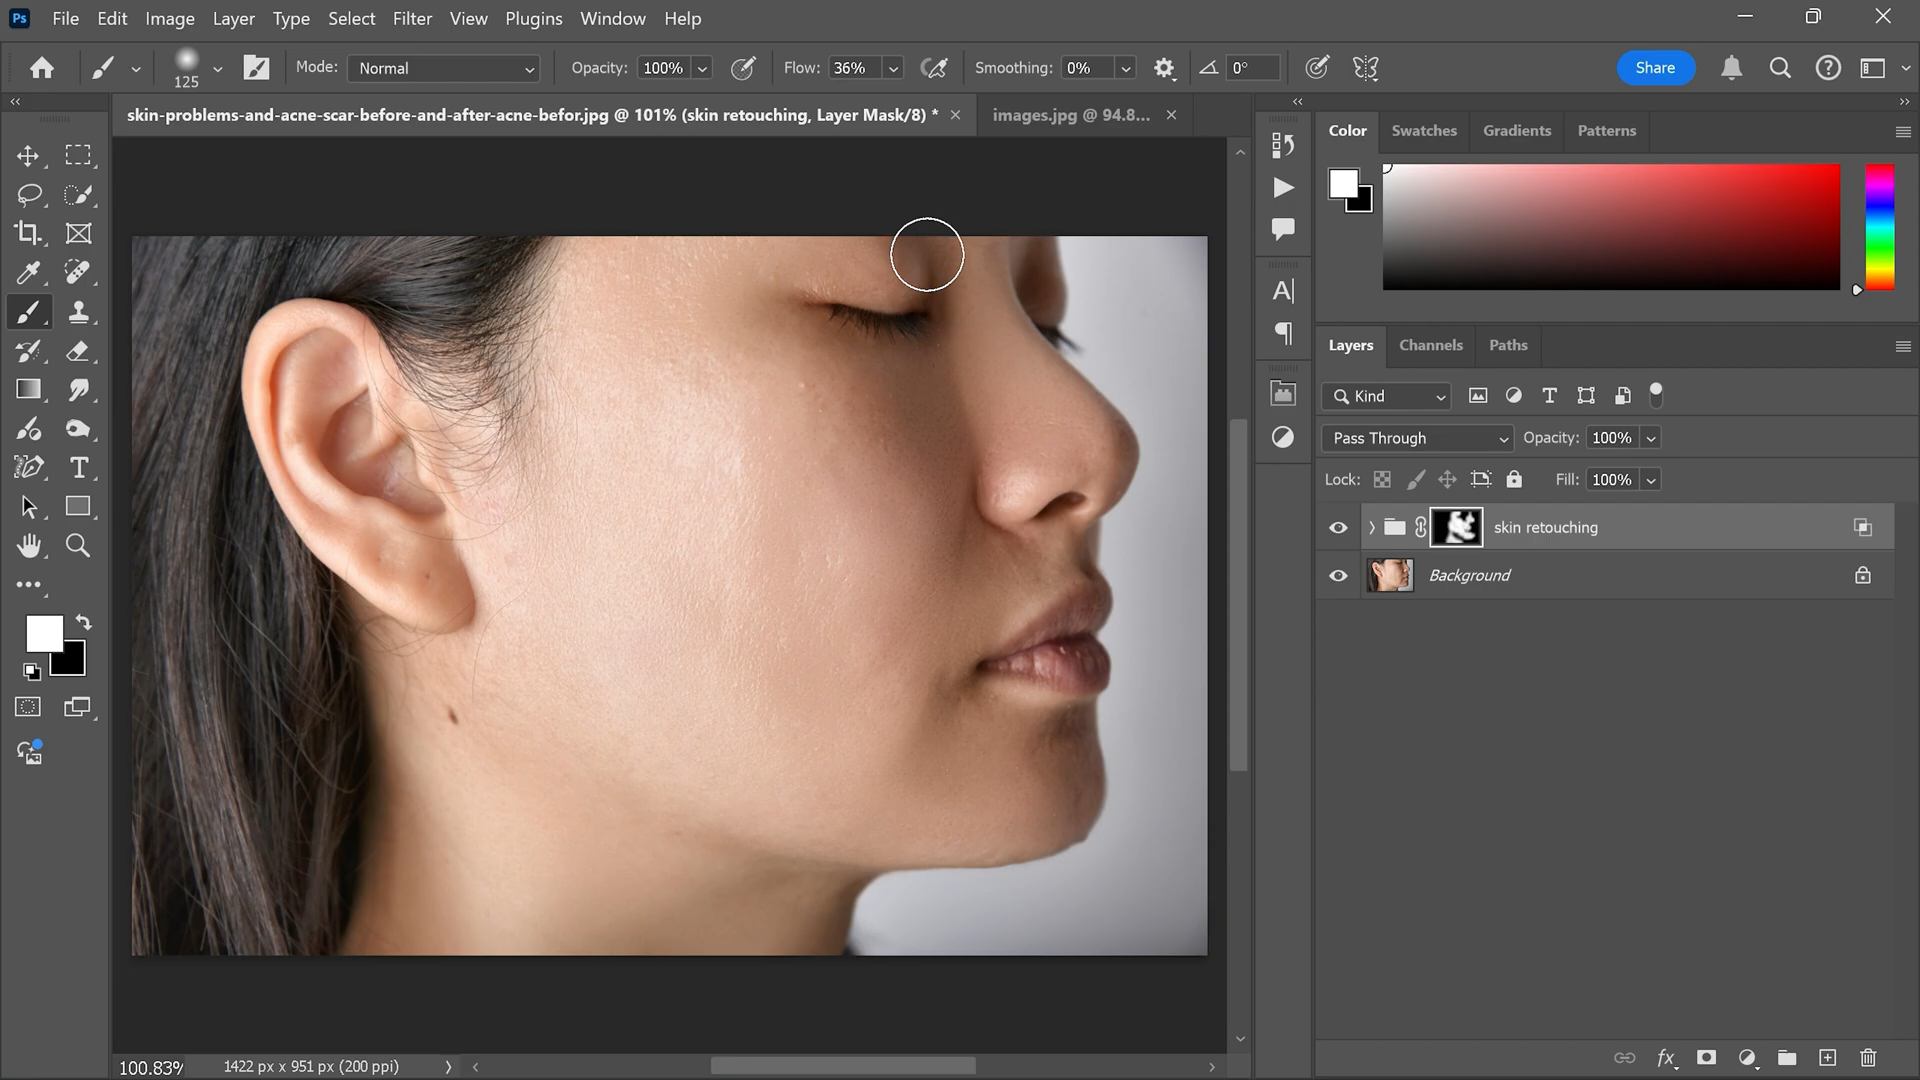 Ps File Edit Image Layer Type Select Filter View Plugins Window Help
125 Mode: Normal Opacity: 100% Flow: 36% Smoothing: 0% 0° Share
skin-problems-and-acne-scar-before-and-after-acne-befor.jpg @ 101% (skin retouching, Layer Mask/8) * images.jpg @ 94.8...
Color Swatches Gradients Patterns
Layers Channels Paths
Kind
Pass Through Opacity: 100%
Lock: Fill: 100%
skin retouching
Background
100.83% 1422 px x 951 px (200 ppi)